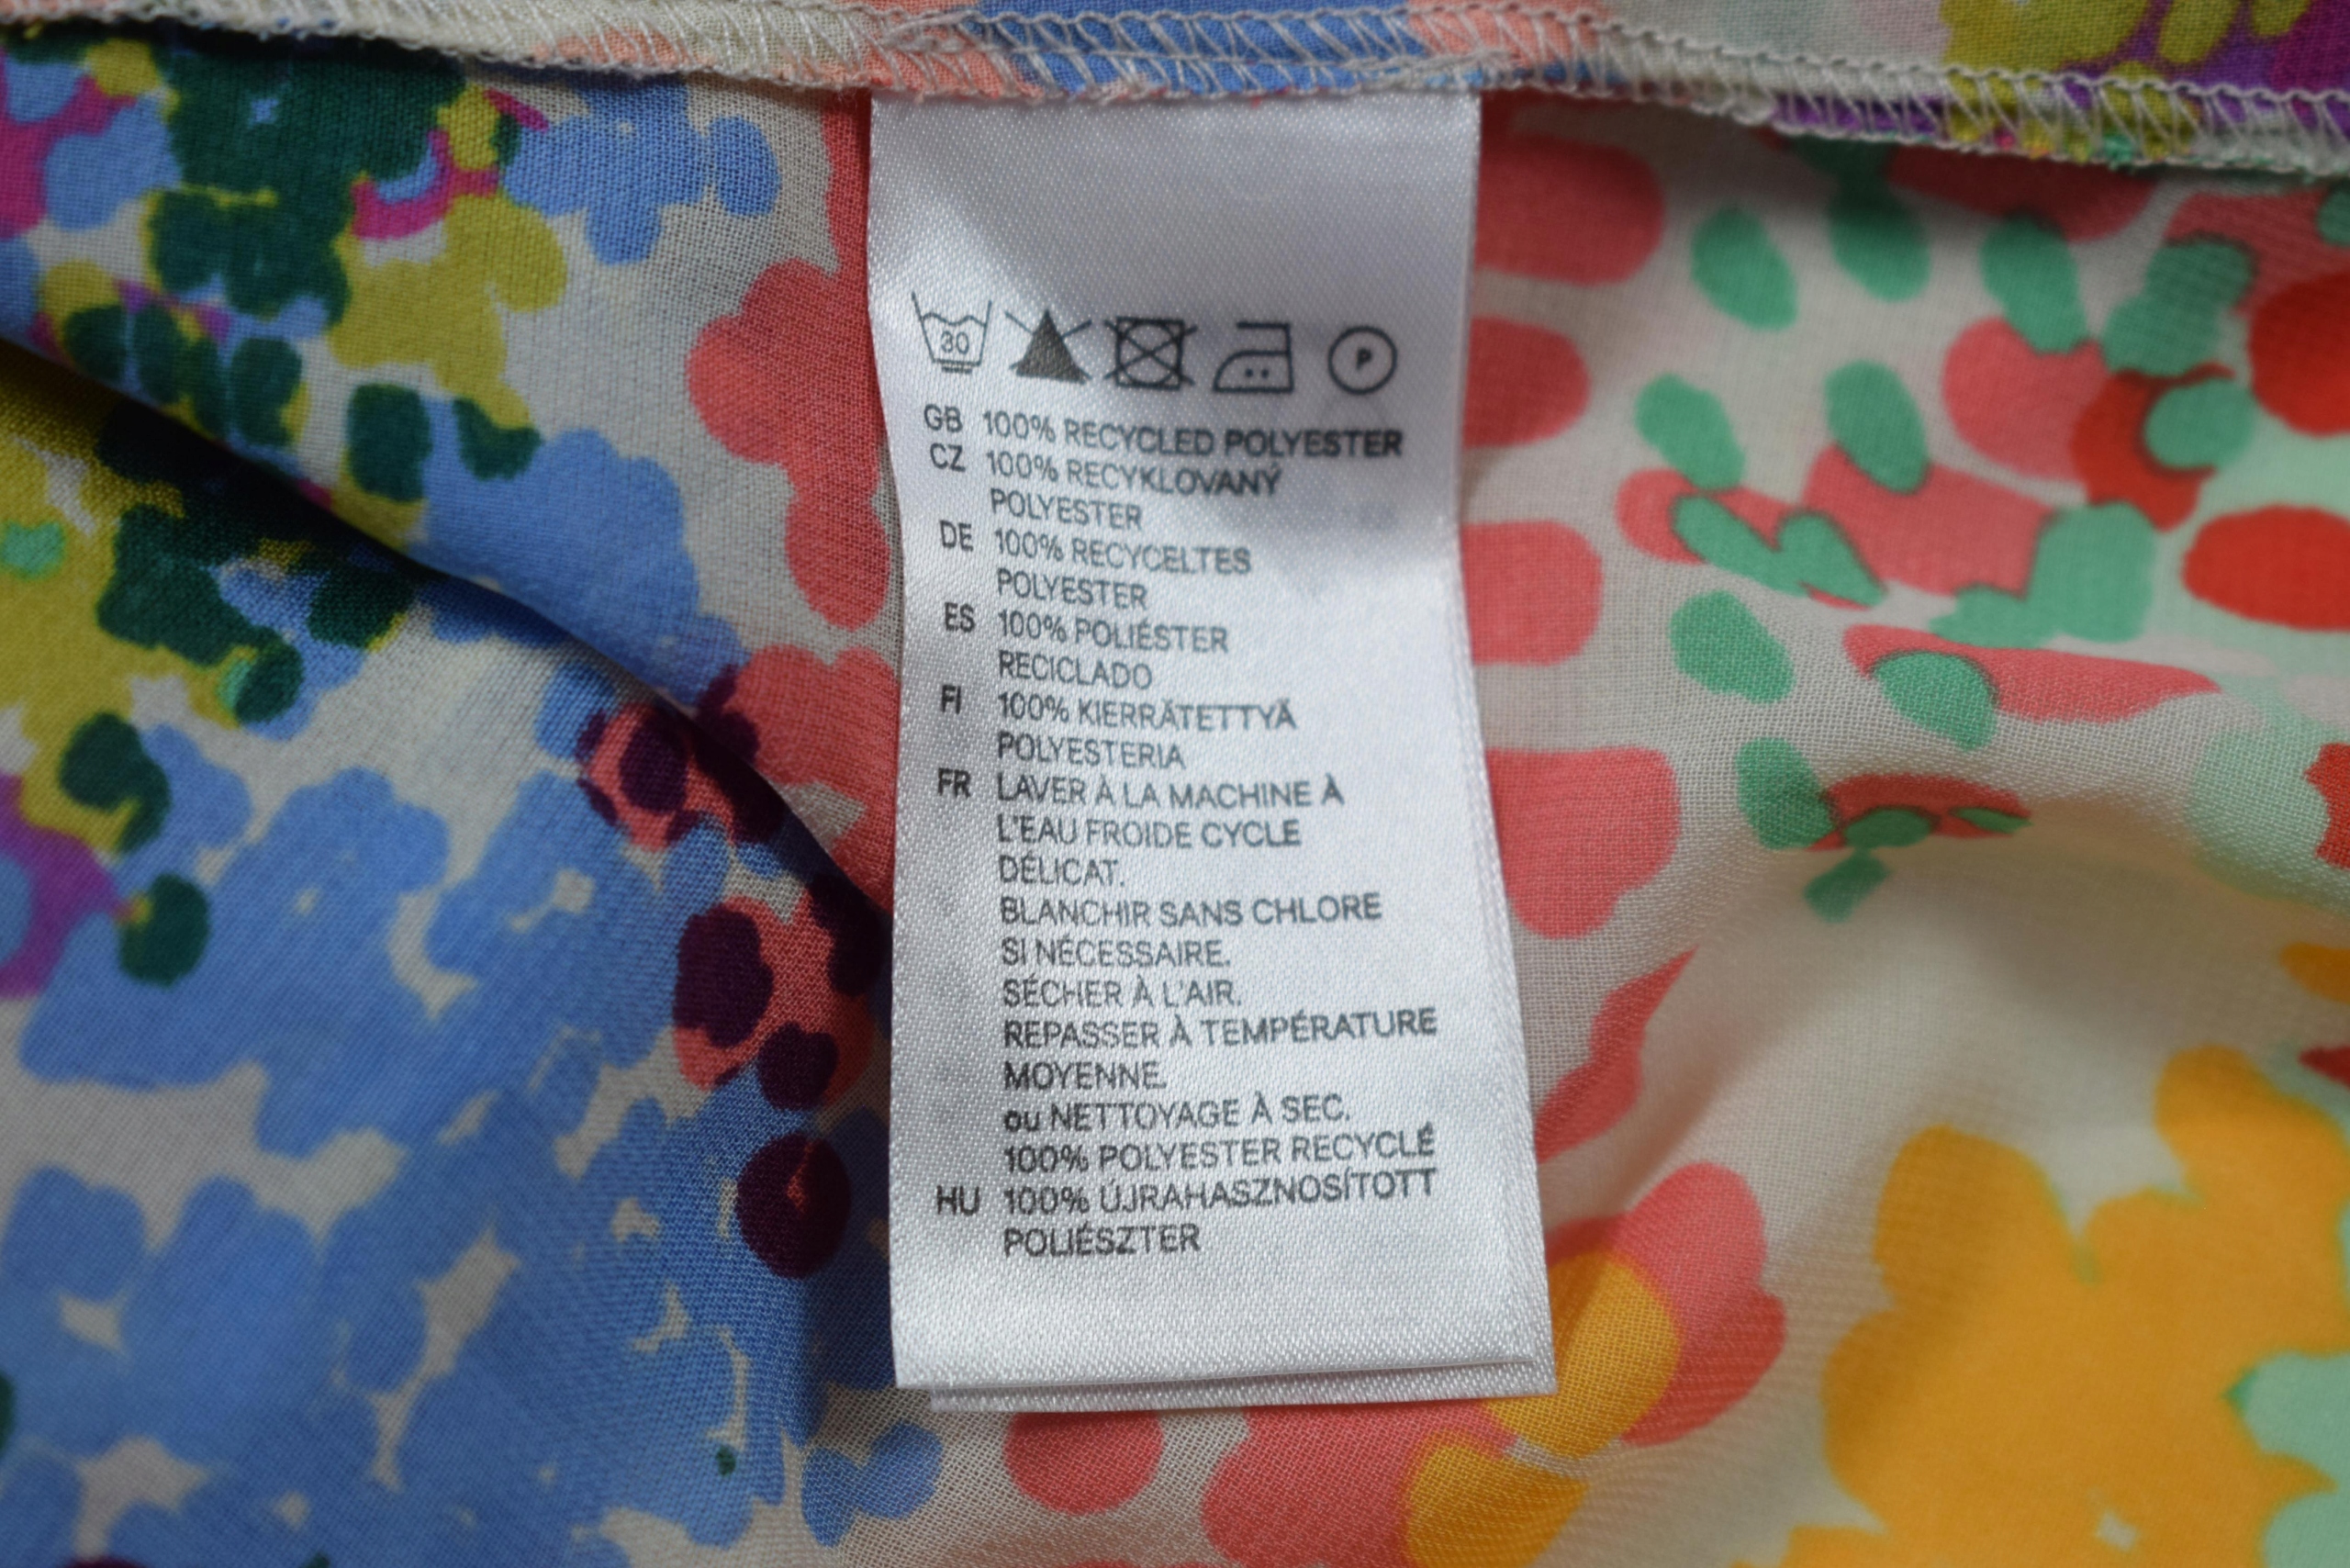 30
P
GB 100% RECYCLED POLYESTER
CZ 100% RECYKLOVANÝ
POLYESTER
DE 100% RECYCELTES
POLYESTER
ES 100% POLIÉSTER
RECICLADO
FI 100% KIERRÄTETTYÄ
POLYESTERIA
FR LAVER À LA MACHINE À
L'EAU FROIDE CYCLE
DÉLICAT.
BLANCHIR SANS CHLORE
SI NÉCESSAIRE.
SÉCHER À L'AIR.
REPASSER À TEMPÉRATURE
MOYENNE.
ou NETTOYAGE À SEC.
100% POLYESTER RECYCLÉ
HU 100% ÚJRAHASZNOSÍTOTT
POLIÉSZTER